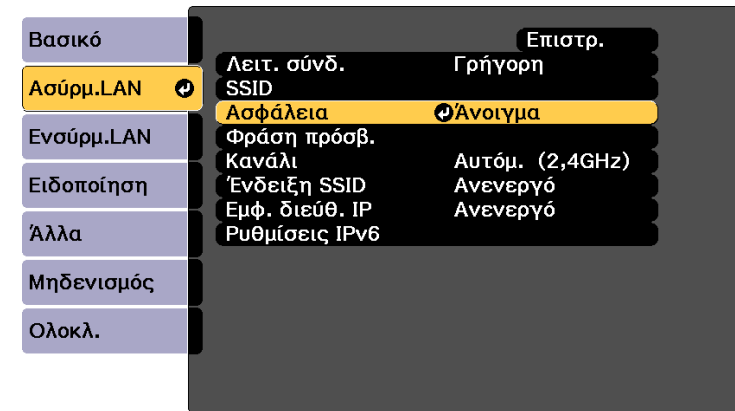 Βασικό
Ασύρμ.LAN
Ενσύρμ.LAN
Ειδοποίηση
Άλλα
Μηδενισμός
Ολοκλ.
Επιστρ.
Λειτ. σύνδ. Γρήγορη
SSID
Ασφάλεια Άνοιγμα
Φράση πρόσβ.
Κανάλι Αυτόμ. (2,4GHz)
Ένδειξη SSID Ανενεργό
Εμφ. διεύθ. IP Ανενεργό
Ρυθμίσεις IPv6